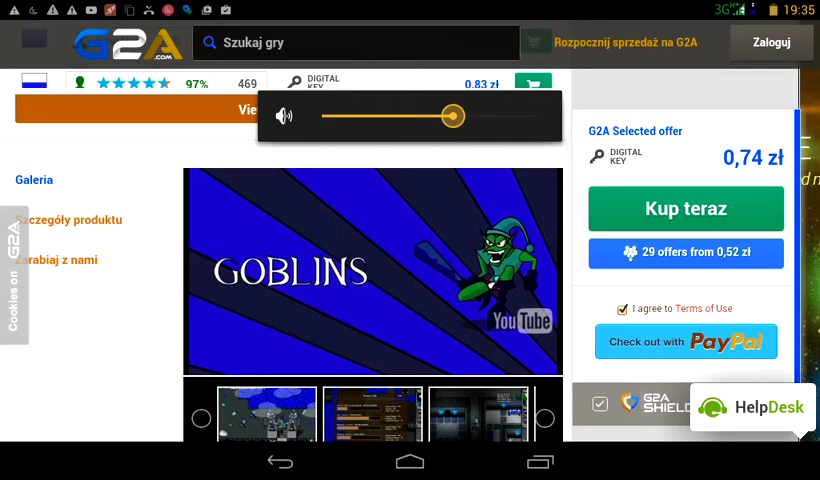 3G H+ 19:35
G2A.COM
Szukaj gry
Rozpocznij sprzedaż na G2A
Zaloguj
97%
469
DIGITAL
KEY
0.83 zł
Vie
G2A Selected offer
DIGITAL
KEY
0,74 zł
Kup teraz
29 offers from 0,52 zł
I agree to Terms of Use
Check out with PayPal
G2A
SHIELD
HelpDesk
Galeria
Szczegóły produktu
Zarabiaj z nami
Cookies on G2A
GOBLINS
YouTube